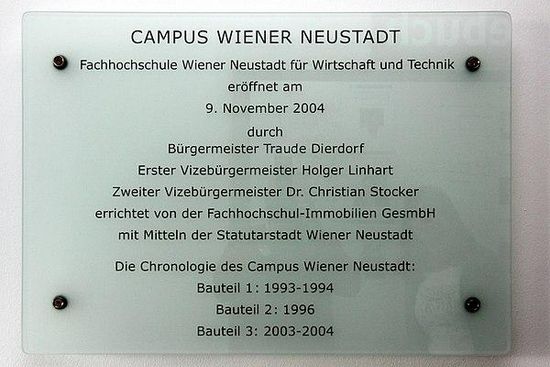 CAMPUS WIENER NEUSTADT
Fachhochschule Wiener Neustadt für Wirtschaft und Technik
eröffnet am
9. November 2004
durch
Bürgermeister Traude Dierdorf
Erster Vizebürgermeister Holger Linhart
Zweiter Vizebürgermeister Dr. Christian Stocker
errichtet von der Fachhochschul-Immobilien GesmbH
mit Mitteln der Statutarstadt Wiener Neustadt
Die Chronologie des Campus Wiener Neustadt:
Bauteil 1: 1993-1994
Bauteil 2: 1996
Bauteil 3: 2003-2004